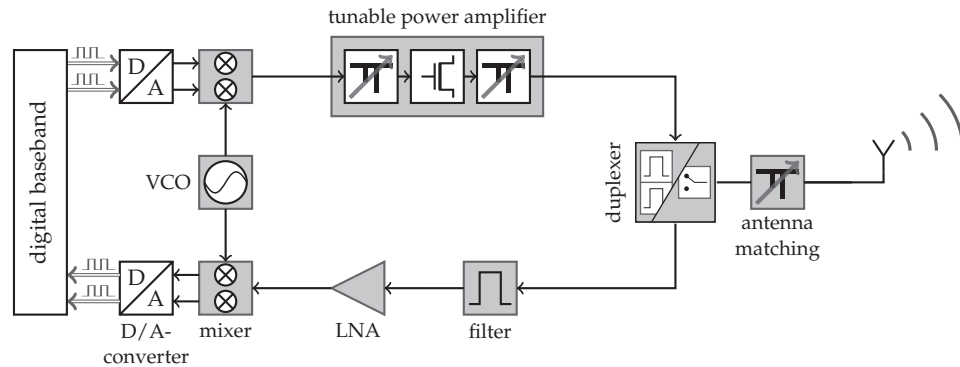 tunable power amplifier
D
A
digital baseband
VCO
duplexer
antenna
matching
D
A
D/A-
converter
mixer
LNA
filter